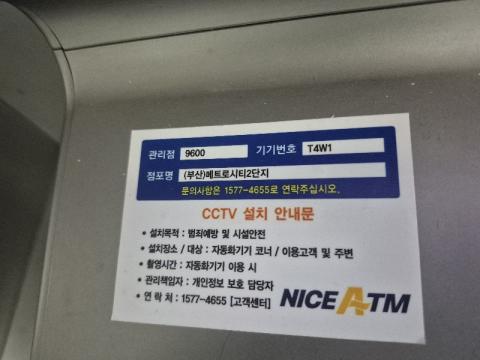 관리점 9600 기기번호 T4W1
점포명 (부산)메트로시티2단지
문의사항은 1577-4655로 연락주십시오.
CCTV 설치 안내문
• 설치목적 : 범죄예방 및 시설안전
• 설치장소 / 대상 : 자동화기기 코너 / 이용고객 및 주변
• 촬영시간 : 자동화기기 이용 시
• 관리책임자 : 개인정보 보호 담당자
• 연 락 처 : 1577-4655 [고객센터]
NICE ATM